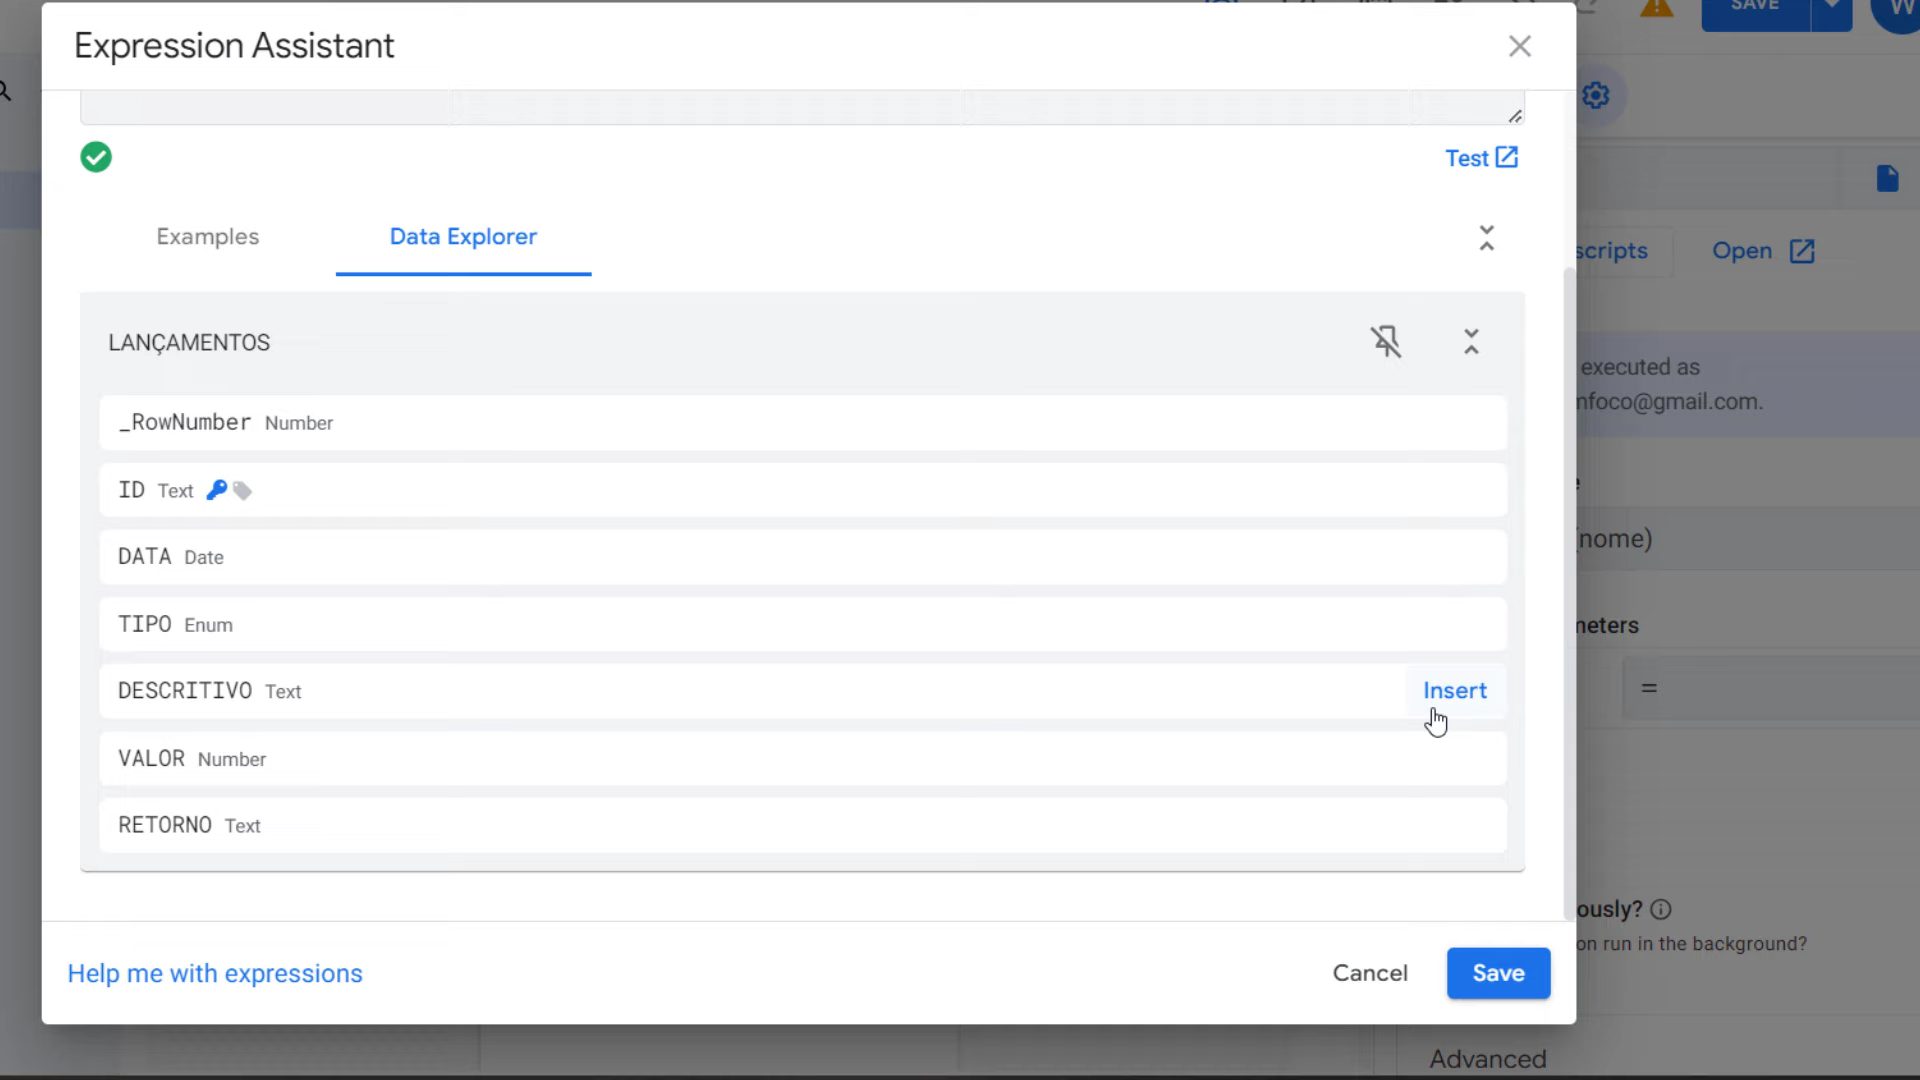 SAVE
W
Expression Assistant
Test
Examples
Data Explorer
scripts
Open
LANÇAMENTOS
executed as
mfoco@gmail.com.
_RowNumber Number
ID Text
DATA Date
(nome)
TIPO Enum
meters
DESCRITIVO Text
Insert
=
VALOR Number
RETORNO Text
ously?
on run in the background?
Help me with expressions
Cancel
Save
Advanced